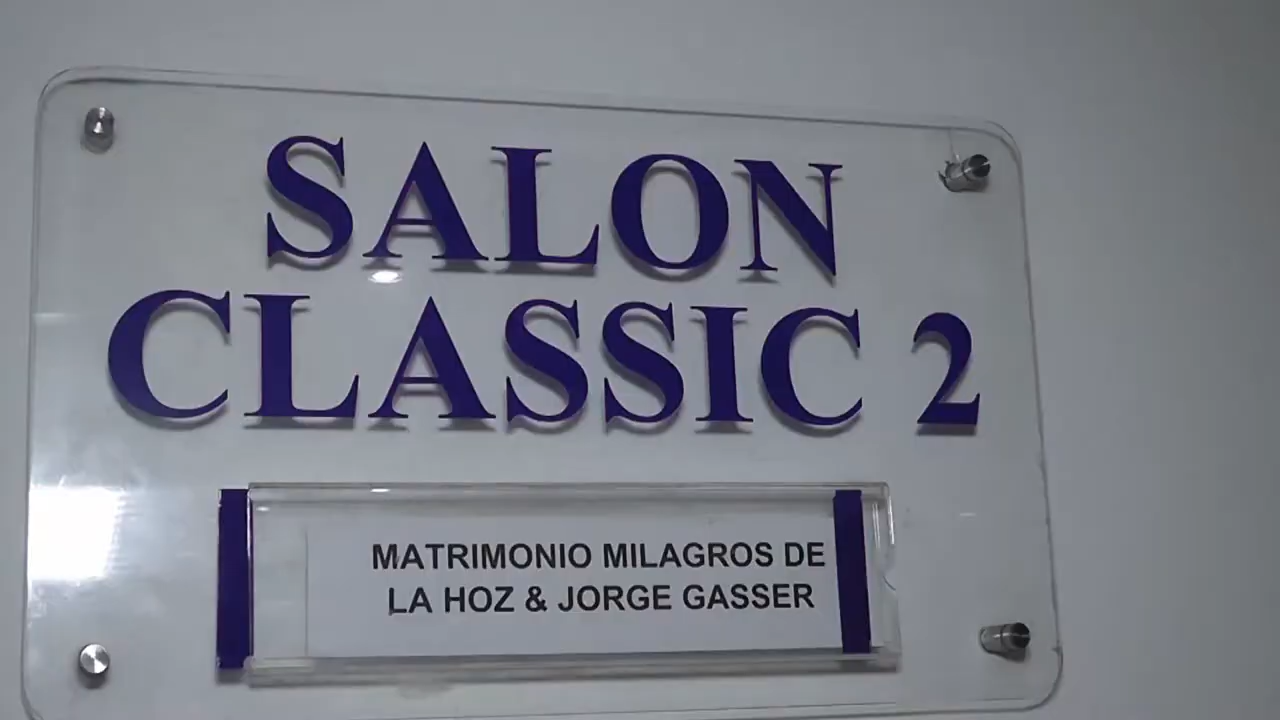 SALON
CLASSIC 2
MATRIMONIO MILAGROS DE
LA HOZ & JORGE GASSER